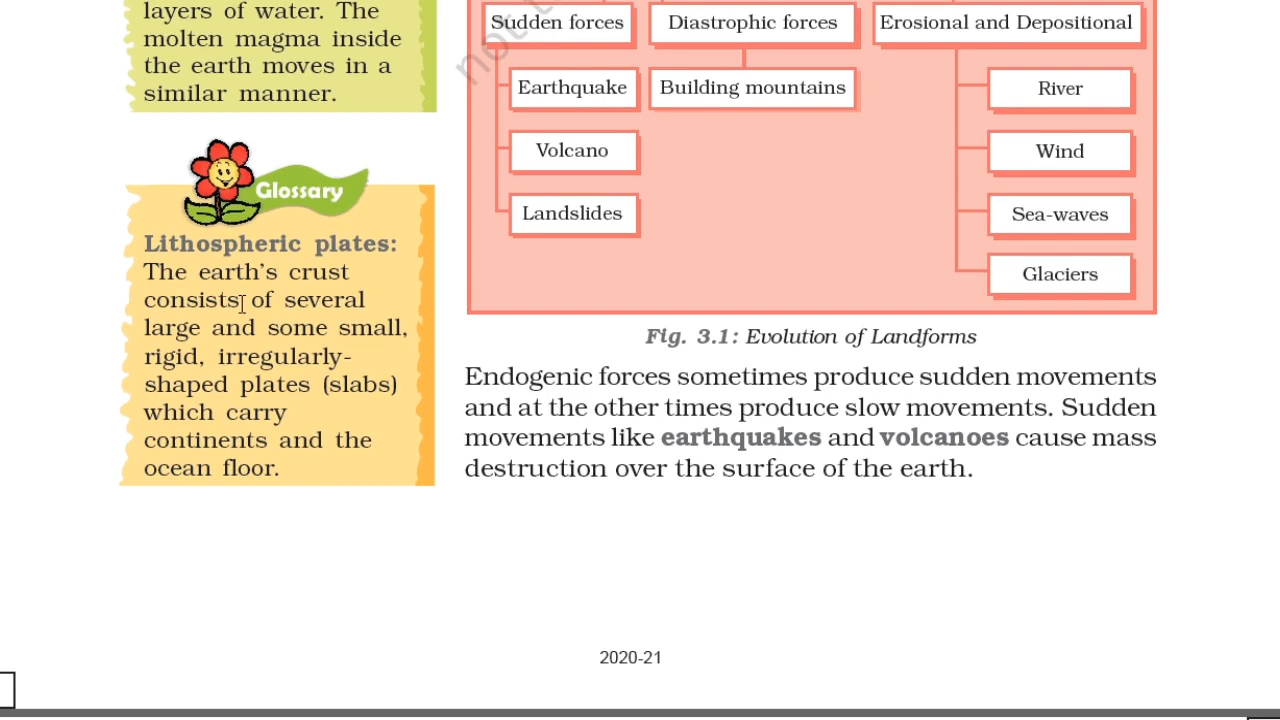 layers of water. The
molten magma inside
the earth moves in a
similar manner.
Glossary
Lithospheric plates:
The earth's crust
consists of several
large and some small,
rigid, irregularly-
shaped plates (slabs)
which carry
continents and the
ocean floor.
Sudden forces
Diastrophic forces
Erosional and Depositional
Earthquake
Building mountains
River
Volcano
Wind
Landslides
Sea-waves
Glaciers
Fig. 3.1: Evolution of Landforms
Endogenic forces sometimes produce sudden movements
and at the other times produce slow movements. Sudden
movements like earthquakes and volcanoes cause mass
destruction over the surface of the earth.
2020-21
not